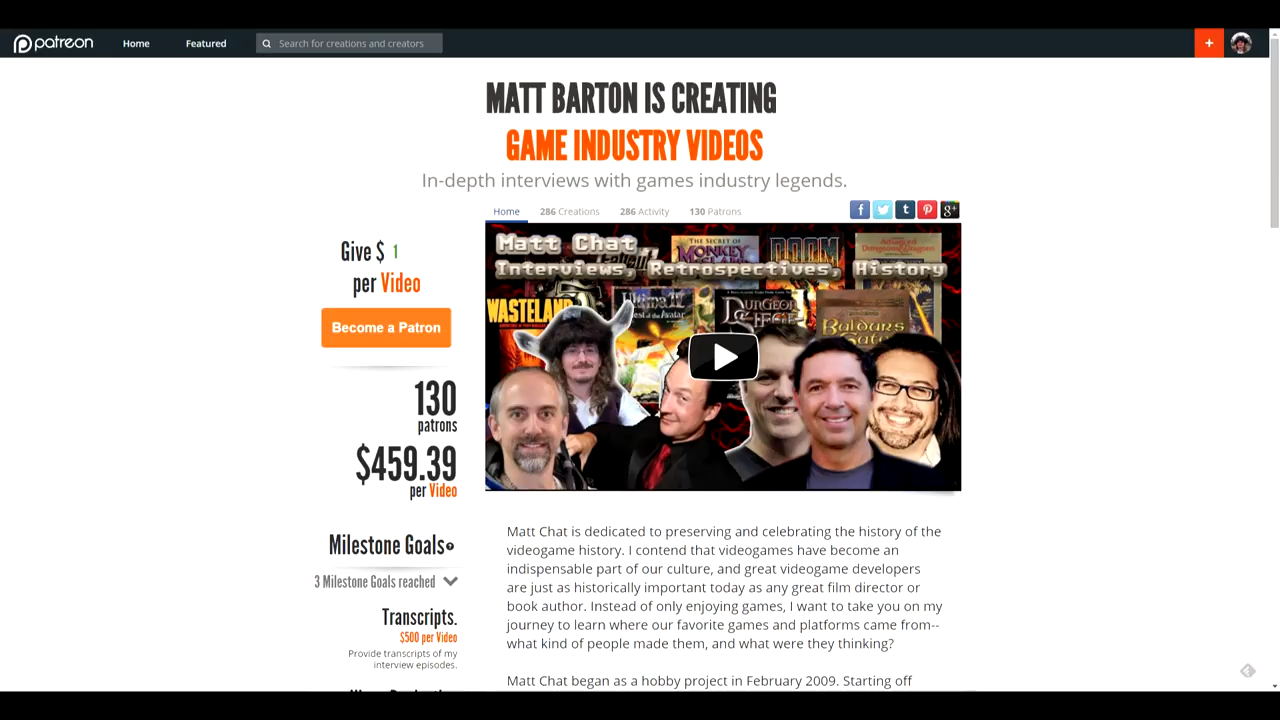 patreon
Home
Featured
Search for creations and creators
+
MATT BARTON IS CREATING
GAME INDUSTRY VIDEOS
In-depth interviews with games industry legends.
Home
286 Creations
286 Activity
130 Patrons
f
t
g+
Give $ 1
per Video
Become a Patron
130
patrons
$459.39
per Video
Milestone Goals
3 Milestone Goals reached
Transcripts.
$500 per Video
Provide transcripts of my
interview episodes.
Matt Chat
Interviews, Retrospectives, History
THE SECRET OF
MONKEY
DOOM
WASTELAND
Ultima
of the Avatar
DUNGEON
SIEGE
Baldurs
Matt Chat is dedicated to preserving and celebrating the history of the
videogame history. I contend that videogames have become an
indispensable part of our culture, and great videogame developers
are just as historically important today as any great film director or
book author. Instead of only enjoying games, I want to take you on my
journey to learn where our favorite games and platforms came from--
what kind of people made them, and what were they thinking?
Matt Chat began as a hobby project in February 2009. Starting off